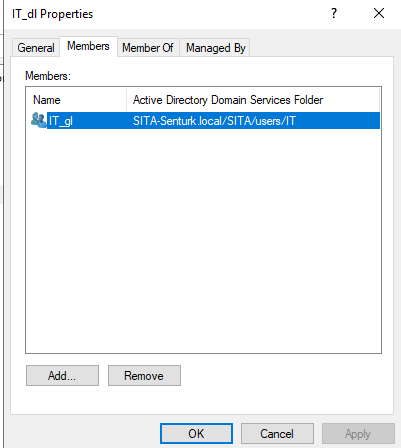 IT_dl Properties
? ×
General Members Member Of Managed By
Members:
Name Active Directory Domain Services Folder
IT_gl SITA-Senturk.local/SITA/users/IT
Add... Remove
OK Cancel Apply